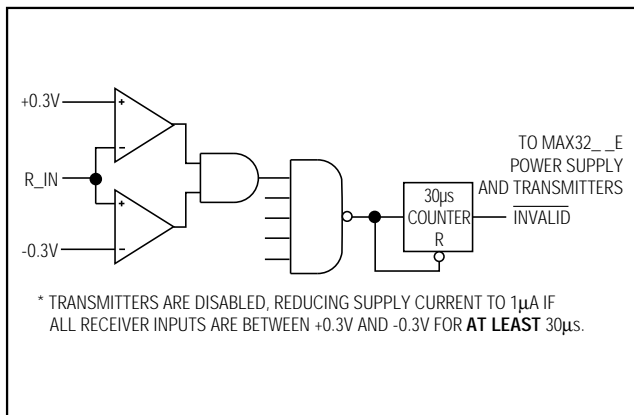 +0.3V
R_IN
-0.3V
+
−
+
−
30µs
COUNTER
R
TO MAX32_ _E
POWER SUPPLY
AND TRANSMITTERS
INVALID
* TRANSMITTERS ARE DISABLED, REDUCING SUPPLY CURRENT TO 1µA IF
ALL RECEIVER INPUTS ARE BETWEEN +0.3V AND -0.3V FOR AT LEAST 30µs.